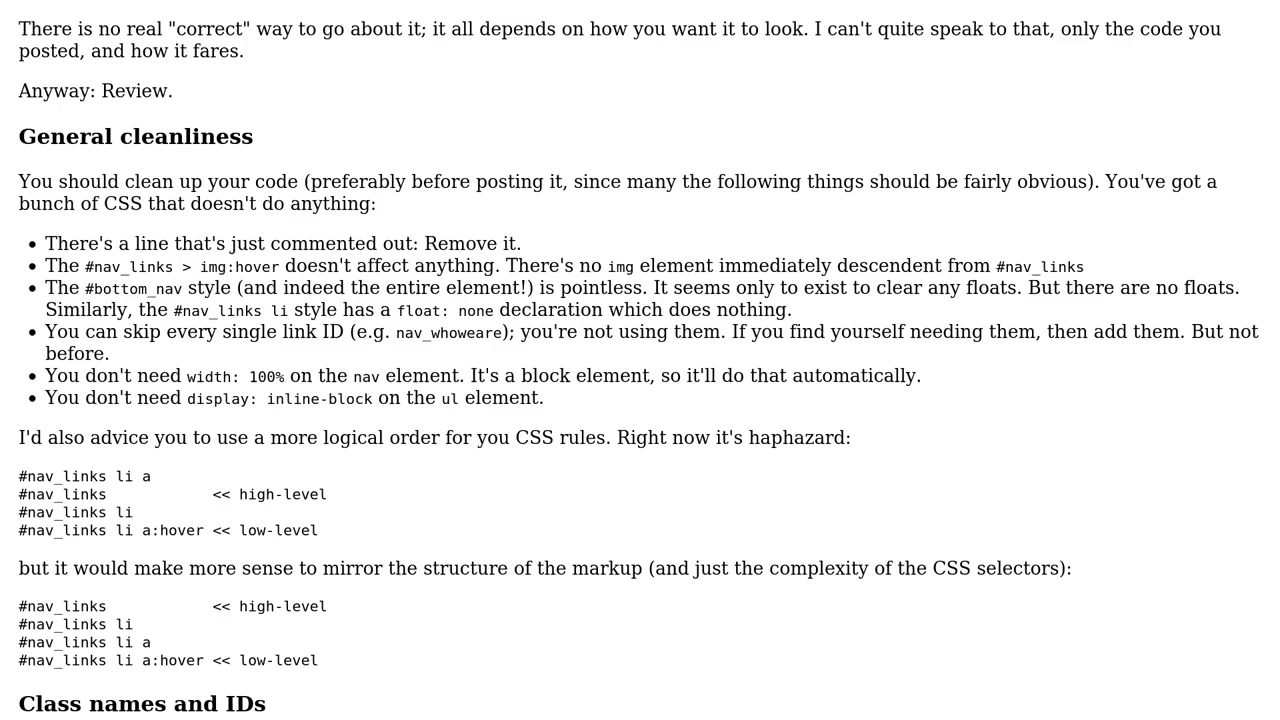 There is no real "correct" way to go about it; it all depends on how you want it to look. I can't quite speak to that, only the code you
posted, and how it fares.
Anyway: Review.
General cleanliness
You should clean up your code (preferably before posting it, since many the following things should be fairly obvious). You've got a
bunch of CSS that doesn't do anything:
• There's a line that's just commented out: Remove it.
• The #nav_links > img:hover doesn't affect anything. There's no img element immediately descendent from #nav_links
• The #bottom_nav style (and indeed the entire element!) is pointless. It seems only to exist to clear any floats. But there are no floats.
Similarly, the #nav_links li style has a float: none declaration which does nothing.
• You can skip every single link ID (e.g. nav_whoweare); you're not using them. If you find yourself needing them, then add them. But not
before.
• You don't need width: 100% on the nav element. It's a block element, so it'll do that automatically.
• You don't need display: inline-block on the ul element.
I'd also advice you to use a more logical order for you CSS rules. Right now it's haphazard:
#nav_links li a
#nav_links            << high-level
#nav_links li
#nav_links li a:hover << low-level
but it would make more sense to mirror the structure of the markup (and just the complexity of the CSS selectors):
#nav_links            << high-level
#nav_links li
#nav_links li a
#nav_links li a:hover << low-level
Class names and IDs